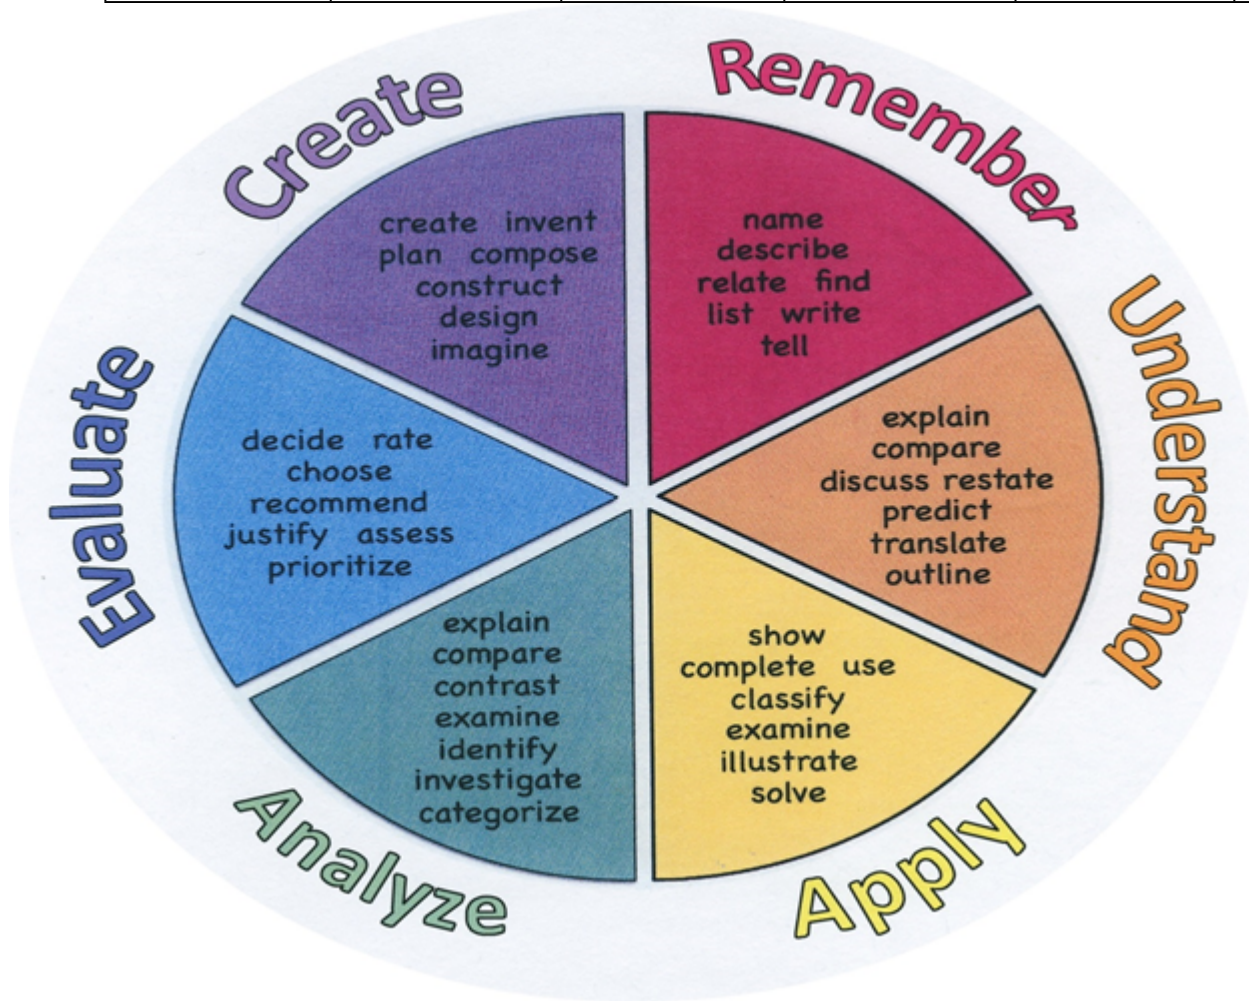 Remember
name
describe
relate find
list write
tell
Understand
explain
compare
discuss restate
predict
translate
outline
Apply
show
complete use
classify
examine
illustrate
solve
Analyze
explain
compare
contrast
examine
identify
investigate
categorize
Evaluate
decide rate
choose
recommend
justify assess
prioritize
Create
create invent
plan compose
construct
design
imagine